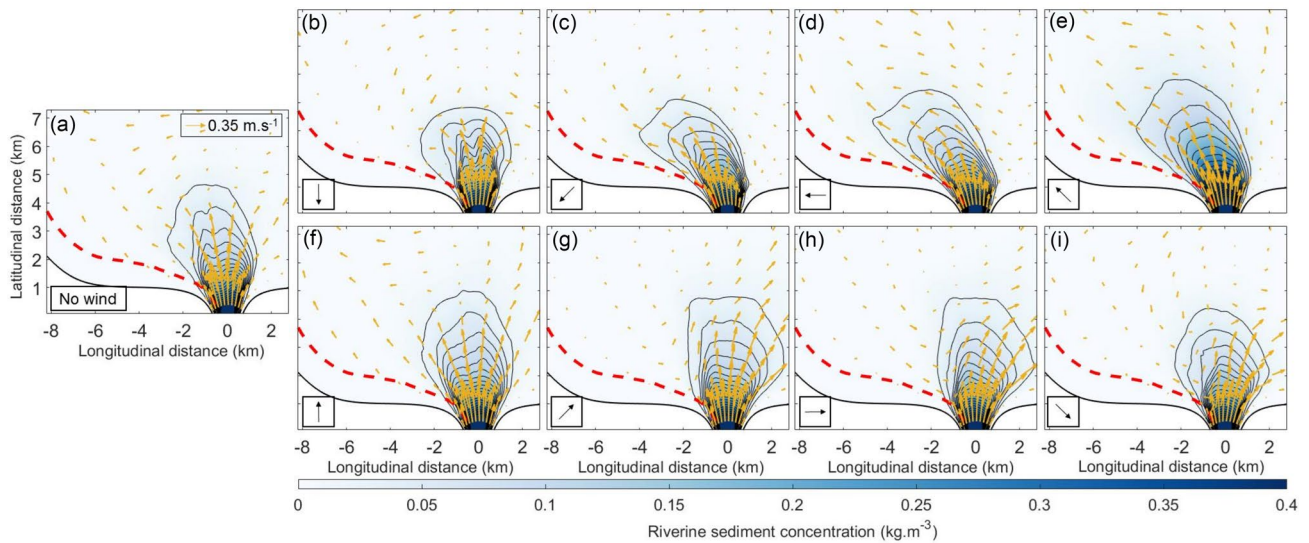 (b) (c) (d) (e)
(a)
0.35 m.s-1
7
6
5
4
3
2
1
Latitudinal distance (km)
No wind
-8 -6 -4 -2 0 2
Longitudinal distance (km)
(f) (g) (h) (i)
-8 -6 -4 -2 0 2 -8 -6 -4 -2 0 2 -8 -6 -4 -2 0 2 -8 -6 -4 -2 0 2
Longitudinal distance (km) Longitudinal distance (km) Longitudinal distance (km) Longitudinal distance (km)
0 0.05 0.1 0.15 0.2 0.25 0.3 0.35 0.4
Riverine sediment concentration (kg.m-3)